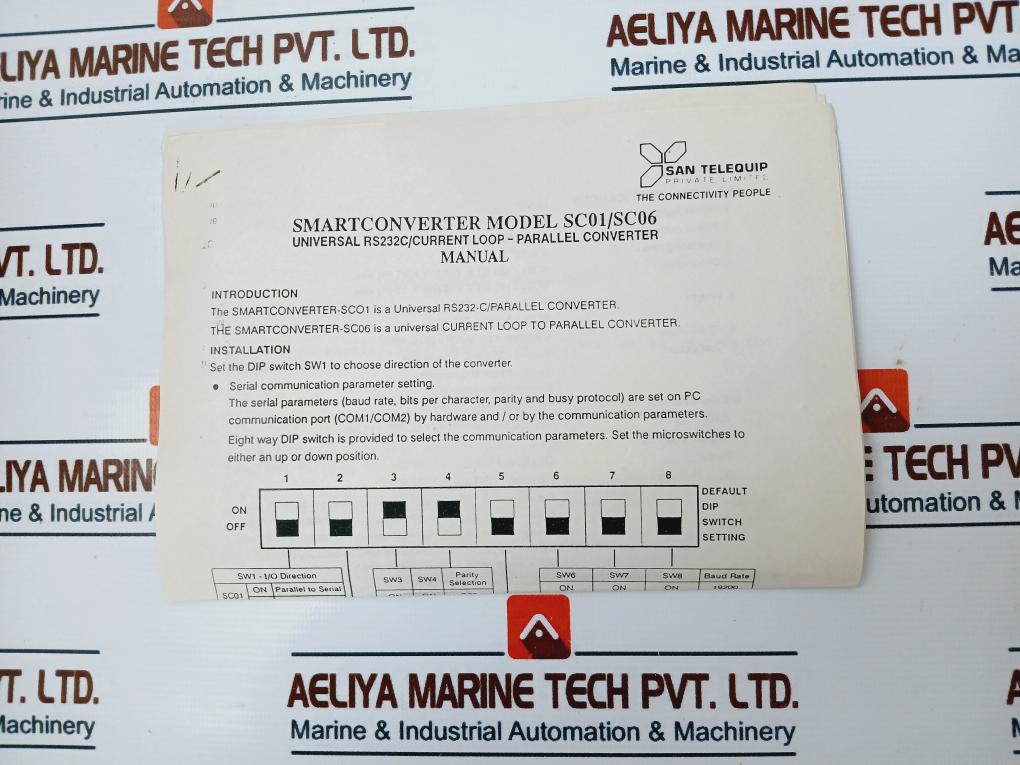 AELIYA MARINE TECH PVT. LTD.
Marine & Industrial Automation & Machinery
LIYA MARINE TECH PVT. LTD.
rine & Industrial Automation & Machinery
AELIYA MARINE TECH PVT
Marine & Industrial Automation & Ma
SAN TELEQUIP
PRIVATE LIMITED
THE CONNECTIVITY PEOPLE
SMARTCONVERTER MODEL SC01/SC06
UNIVERSAL RS232C/CURRENT LOOP - PARALLEL CONVERTER
MANUAL
INTRODUCTION
The SMARTCONVERTER-SCO1 is a Universal RS232-C/PARALLEL CONVERTER.
THE SMARTCONVERTER-SC06 is a universal CURRENT LOOP TO PARALLEL CONVERTER.
INSTALLATION
Set the DIP switch SW1 to choose direction of the converter.
● Serial communication parameter setting.
The serial parameters (baud rate, bits per character, parity and busy protocol) are set on PC
communication port (COM1/COM2) by hardware and / or by the communication parameters.
Eight way DIP switch is provided to select the communication parameters. Set the microswitches to
either an up or down position.
1 2 3 4 5 6 7 8
ON
OFF
DEFAULT
DIP
SWITCH
SETTING
SW1 - I/O Direction
SC01 ON Parallel to Serial
SW3 SW4 Parity Selection
SW6 SW7 SW8 Baud Rate
ON ON ON 19200
VT. LTD.
Machinery
AE
Ma
LIYA MARIN
ne & Industrial A
E TECH PV
utomation &
VT. LTD.
Machinery